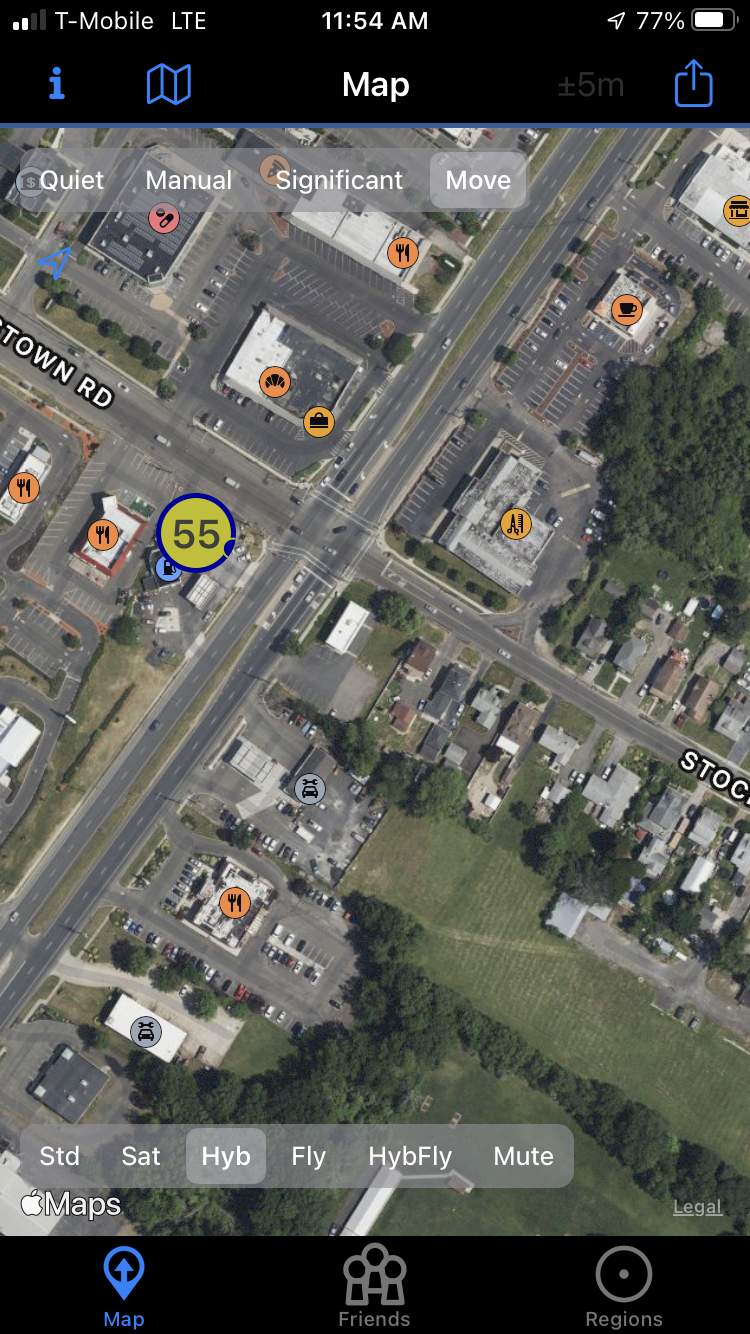 T-Mobile LTE 11:54 AM 77%
Map ±5m
Quiet Manual Significant Move
TOWN RD
55
STOC
Std Sat Hyb Fly HybFly Mute
Maps
Legal
Map Friends Regions